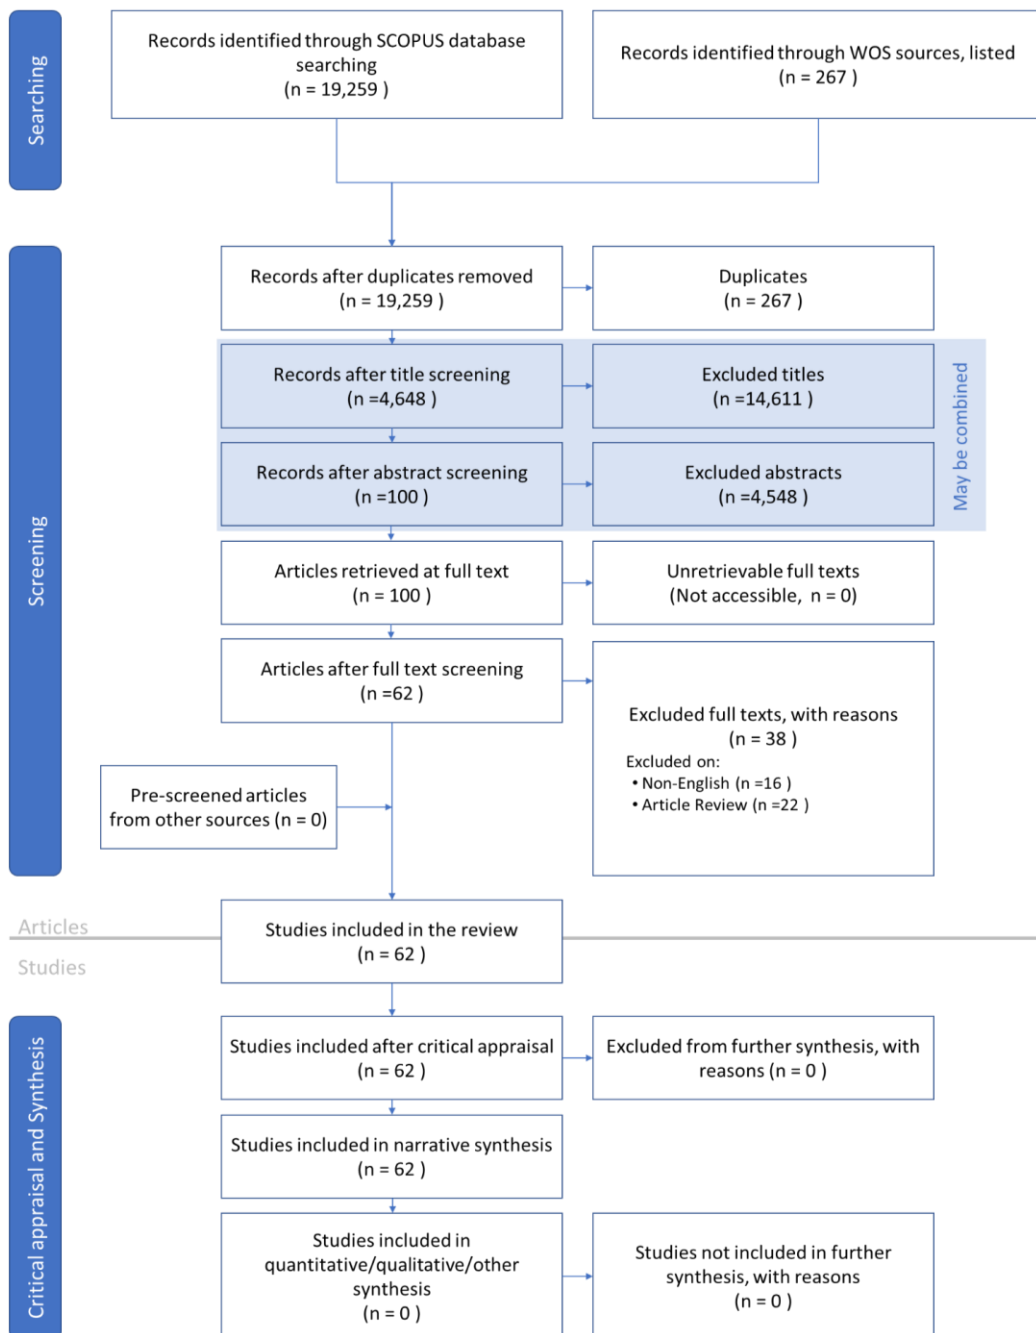 Searching
Records identified through SCOPUS database
searching
(n = 19,259 )
Records identified through WOS sources, listed
(n = 267 )
Screening
Records after duplicates removed
(n = 19,259 )
Duplicates
(n = 267 )
Records after title screening
(n =4,648 )
Excluded titles
(n =14,611 )
May be combined
Records after abstract screening
(n =100 )
Excluded abstracts
(n =4,548 )
Articles retrieved at full text
(n = 100 )
Unretrievable full texts
(Not accessible, n = 0)
Articles after full text screening
(n =62 )
Excluded full texts, with reasons
(n = 38 )
Excluded on:
• Non-English (n =16 )
• Article Review (n =22 )
Pre-screened articles
from other sources (n = 0)
Articles
Studies
Studies included in the review
(n = 62 )
Critical appraisal and Synthesis
Studies included after critical appraisal
(n = 62 )
Excluded from further synthesis, with
reasons (n = 0 )
Studies included in narrative synthesis
(n = 62 )
Studies included in
quantitative/qualitative/other
synthesis
(n = 0 )
Studies not included in further
synthesis, with reasons
(n = 0 )